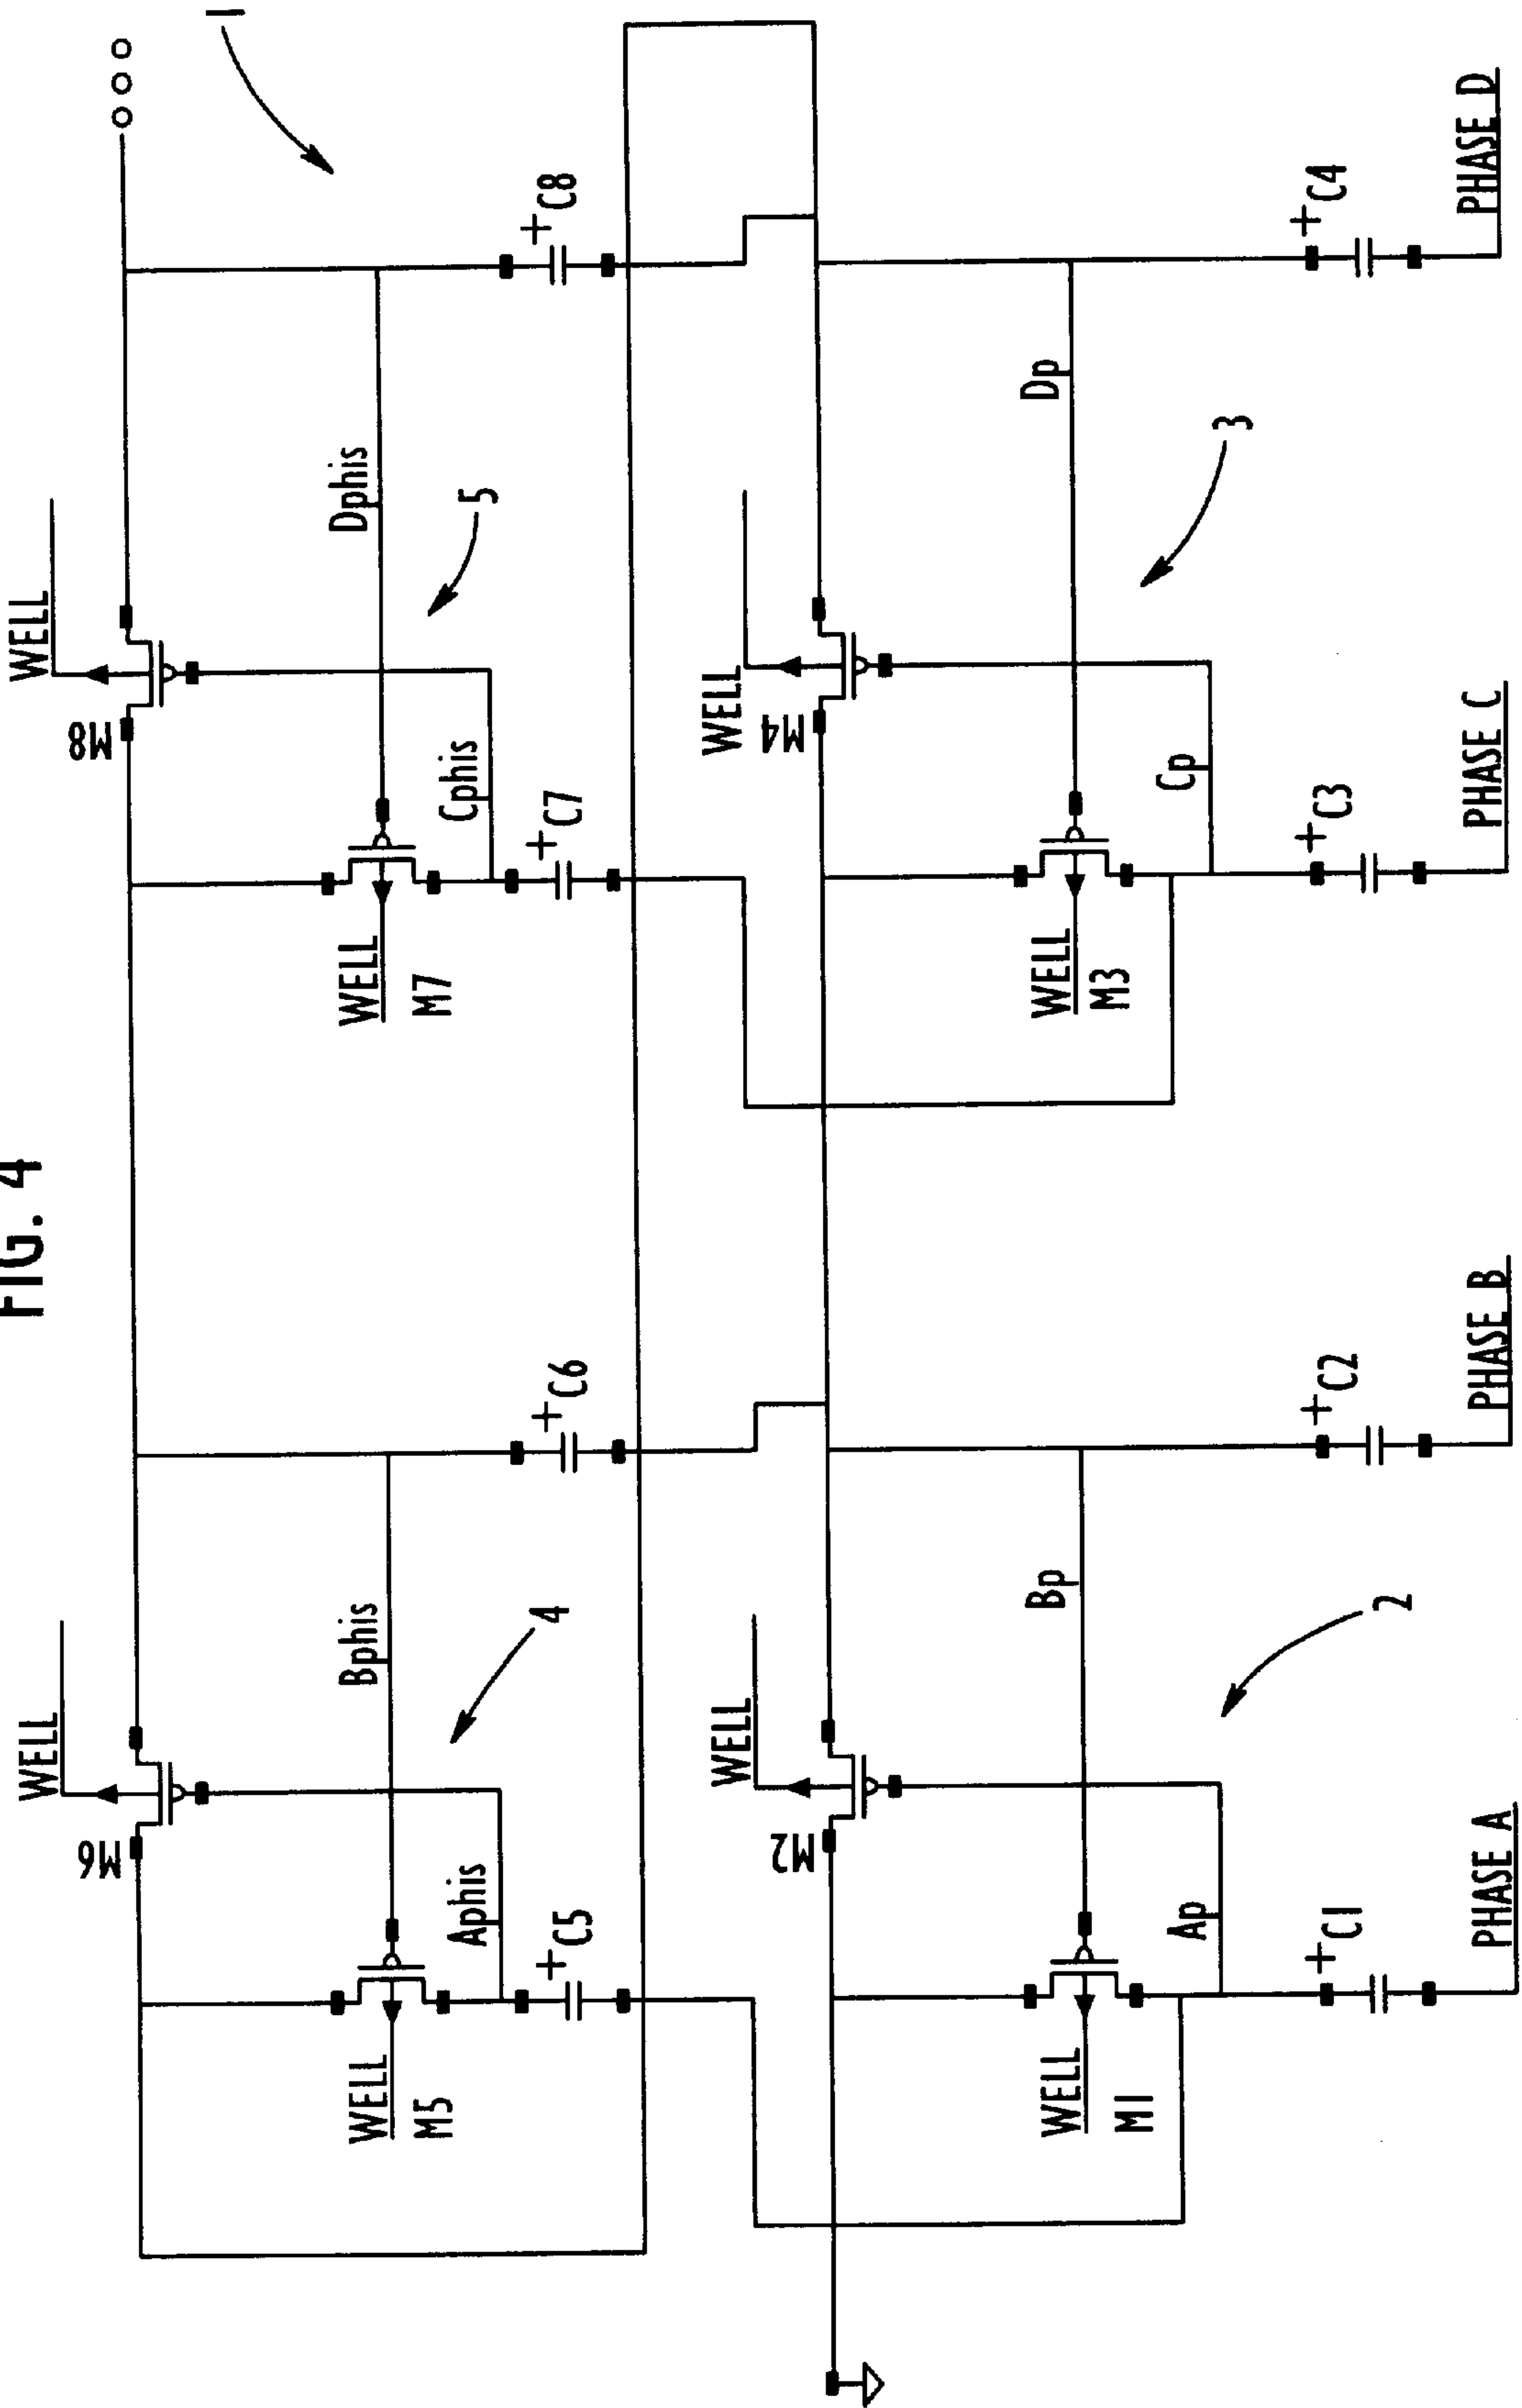 FIG. 4
1
WELL
M6
WELL
M8
Bphis
Dphis
4
5
WELL
M5
Aphis
+
C5
+
C6
WELL
M7
Cphis
+
C7
+
C8
WELL
M2
WELL
M4
Bp
Dp
2
3
WELL
M1
Ap
+
C1
+
C2
WELL
M3
Cp
+
C3
+
C4
PHASE A
PHASE B
PHASE C
PHASE D